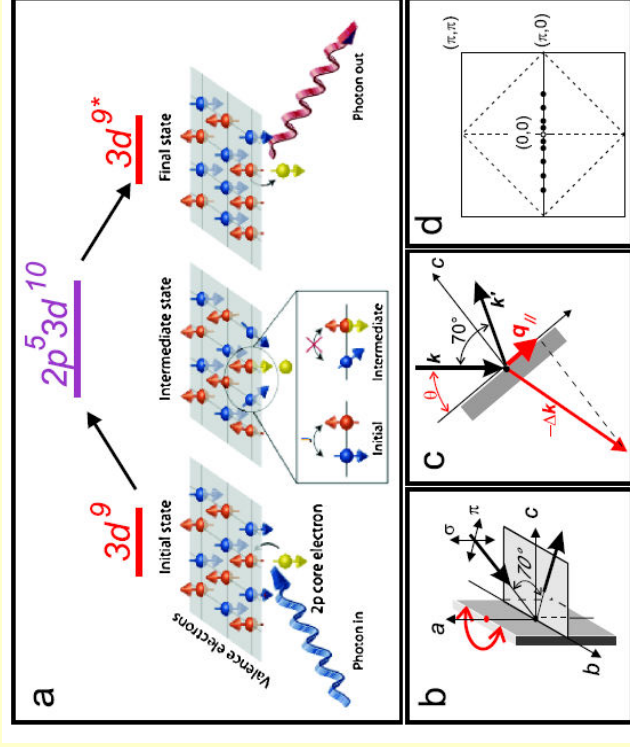 a
3d⁹
2p⁵3d¹⁰
3d⁹*
Initial state
Intermediate state
Final state
Valence electrons
2p core electron
Photon in
Photon out
J
Initial
Intermediate
b
a
b
c
σ
π
70°
c
θ
k
70°
c
k'
q//
–Δk
d
(π,π)
(0,0)
(π,0)